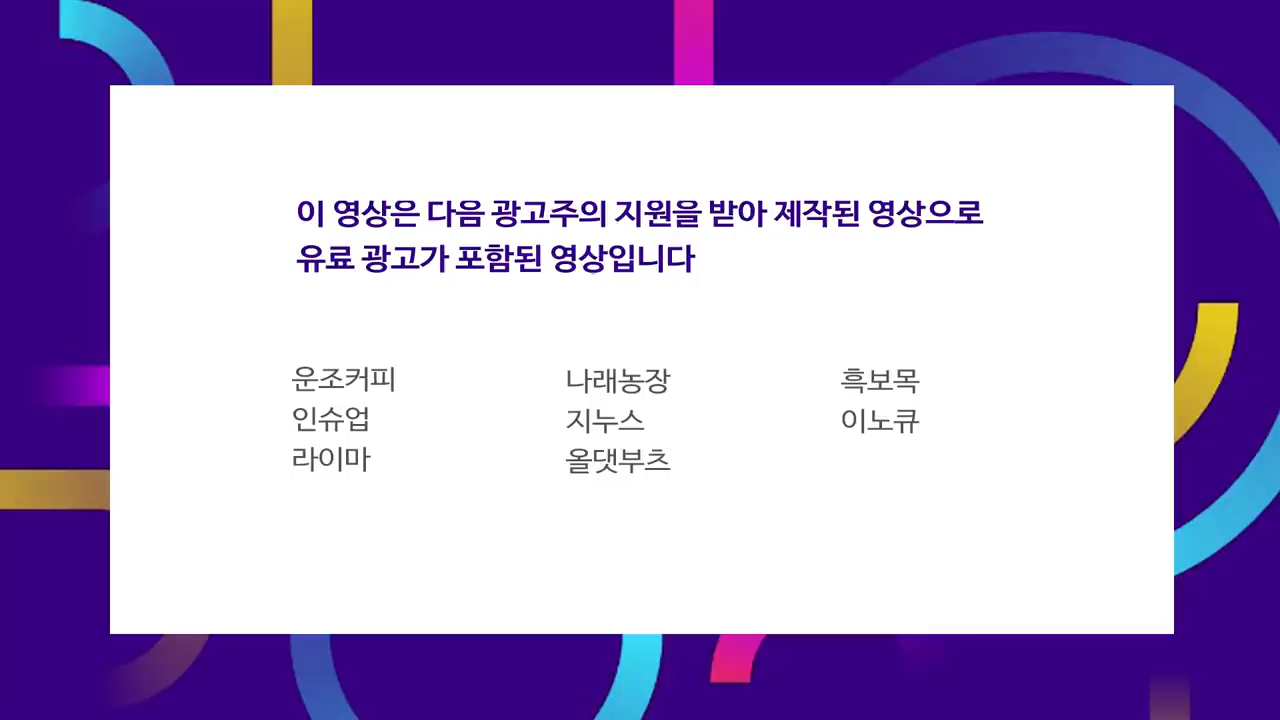 이 영상은 다음 광고주의 지원을 받아 제작된 영상으로
유료 광고가 포함된 영상입니다
운조커피
인슈업
라이마
나래농장
지누스
올댓부츠
흑보목
이노큐